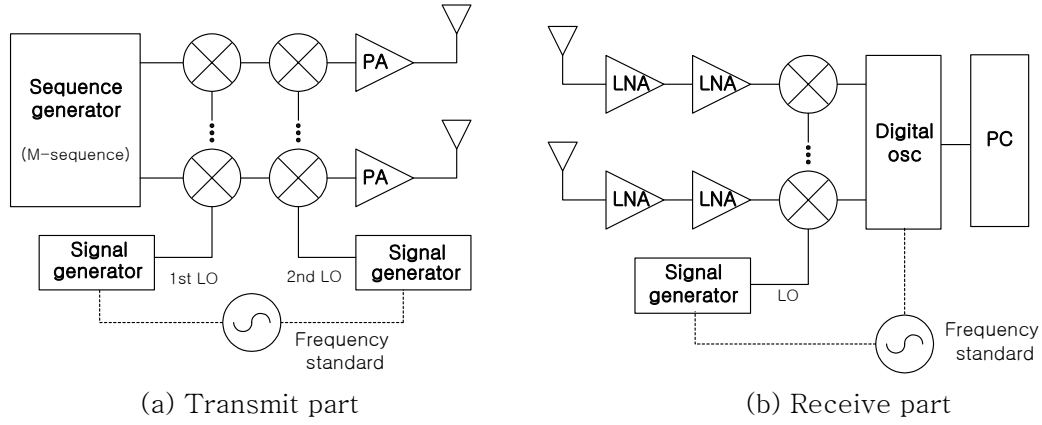 Sequence
generator
(M-sequence)
PA
PA
Signal
generator
1st LO
2nd LO
Signal
generator
Frequency
standard
(a) Transmit part
LNA
LNA
LNA
LNA
Digital
osc
PC
Signal
generator
LO
Frequency
standard
(b) Receive part